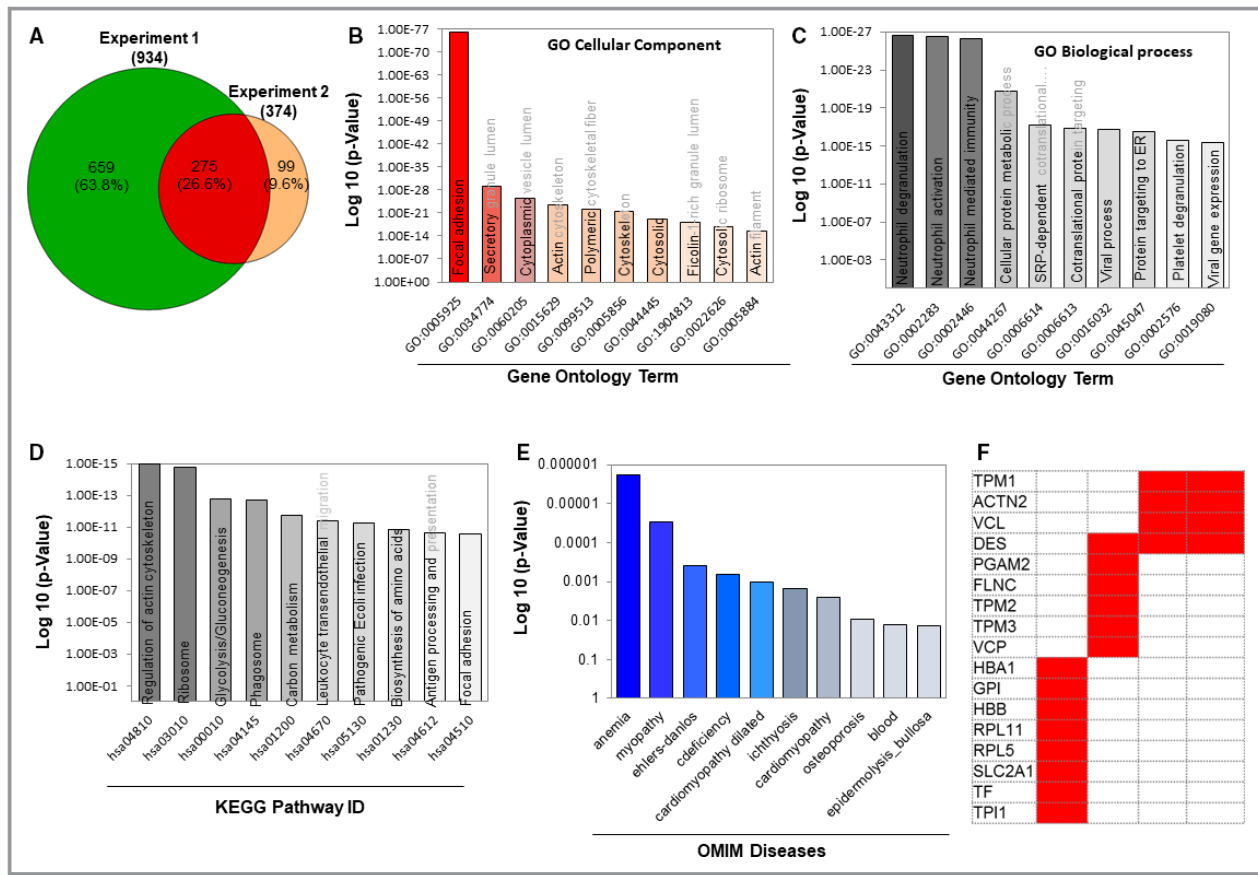 A
Experiment 1
(934)
Experiment 2
(374)
659
(63.8%)
275
(26.6%)
99
(9.6%)
B
GO Cellular Component
Log 10 (p-Value)
1.00E-77
1.00E-70
1.00E-63
1.00E-56
1.00E-49
1.00E-42
1.00E-35
1.00E-28
1.00E-21
1.00E-14
1.00E-07
1.00E+00
Focal adhesion
Secretory granule lumen
Cytoplasmic vesicle lumen
Actin cytoskeleton
Polymeric cytoskeletal fiber
Cytoskeleton
Cytosolic
Ficolin-1-rich granule lumen
Cytosolic ribosome
Actin filament
GO:0005925
GO:0034774
GO:0060205
GO:0015629
GO:0099513
GO:0005856
GO:0044445
GO:1904813
GO:0022626
GO:0005884
Gene Ontology Term
C
GO Biological process
Log 10 (p-Value)
1.00E-27
1.00E-23
1.00E-19
1.00E-15
1.00E-11
1.00E-07
1.00E-03
Neutrophil degranulation
Neutrophil activation
Neutrophil mediated immunity
Cellular protein metabolic process
SRP-dependent cotranslational...
Cotranslational protein targeting
Viral process
Protein targeting to ER
Platelet degranulation
Viral gene expression
GO:0043312
GO:0002283
GO:0002446
GO:0044267
GO:0006614
GO:0006613
GO:0016032
GO:0045047
GO:0002576
GO:0019080
Gene Ontology Term
D
Log 10 (p-Value)
1.00E-15
1.00E-13
1.00E-11
1.00E-09
1.00E-07
1.00E-05
1.00E-03
1.00E-01
Regulation of actin cytoskeleton
Ribosome
Glycolysis/Gluconeogenesis
Phagosome
Carbon metabolism
Leukocyte transendothelial migration
Pathogenic Ecoli infection
Biosynthesis of amino acids
Antigen processing and presentation
Focal adhesion
hsa04810
hsa03010
hsa00010
hsa04145
hsa01200
hsa04670
hsa05130
hsa01230
hsa04612
hsa04510
KEGG Pathway ID
E
Log 10 (p-Value)
0.000001
0.00001
0.0001
0.001
0.01
0.1
1
anemia
myopathy
ehlers-danlos
cdeficiency
cardiomyopathy dilated
ichthyosis
cardiomyopathy
osteoporosis
blood
epidermolysis_bullosa
OMIM Diseases
F
TPM1
ACTN2
VCL
DES
PGAM2
FLNC
TPM2
TPM3
VCP
HBA1
GPI
HBB
RPL11
RPL5
SLC2A1
TF
TPI1